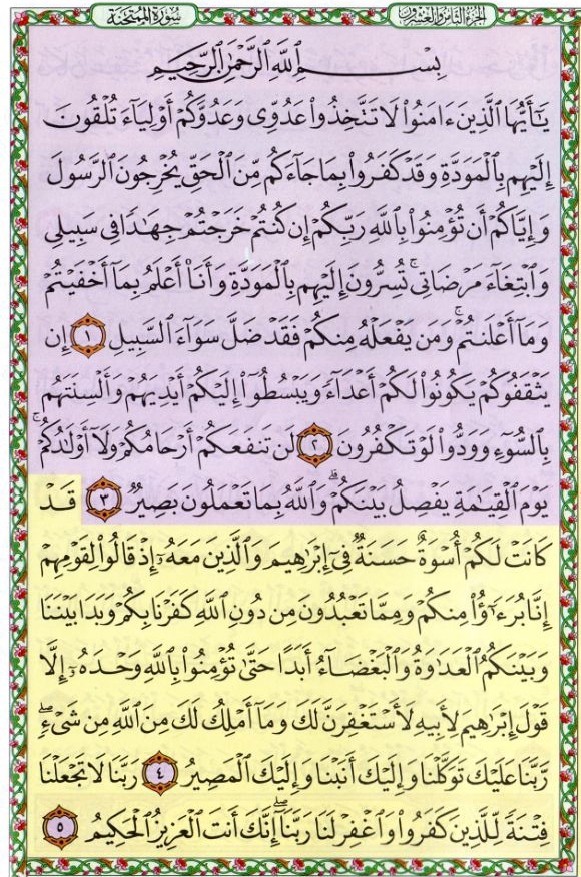 الجزء الثامن والعشرون
سورة الممتحنة
بِسْمِ ٱللَّهِ ٱلرَّحْمَٰنِ ٱلرَّحِيمِ
يَٰٓأَيُّهَا ٱلَّذِينَ ءَامَنُوا۟ لَا تَتَّخِذُوا۟ عَدُوِّى وَعَدُوَّكُمْ أَوْلِيَآءَ تُلْقُونَ
إِلَيْهِم بِٱلْمَوَدَّةِ وَقَدْ كَفَرُوا۟ بِمَا جَآءَكُم مِّنَ ٱلْحَقِّ يُخْرِجُونَ ٱلرَّسُولَ
وَإِيَّاكُمْ أَن تُؤْمِنُوا۟ بِٱللَّهِ رَبِّكُمْ إِن كُنتُمْ خَرَجْتُمْ جِهَٰدًا فِى سَبِيلِى
وَٱبْتِغَآءَ مَرْضَاتِى ۚ تُسِرُّونَ إِلَيْهِم بِٱلْمَوَدَّةِ وَأَنَا۠ أَعْلَمُ بِمَآ أَخْفَيْتُمْ
وَمَآ أَعْلَنتُمْ ۚ وَمَن يَفْعَلْهُ مِنكُمْ فَقَدْ ضَلَّ سَوَآءَ ٱلسَّبِيلِ ١ إِن
يَثْقَفُوكُمْ يَكُونُوا۟ لَكُمْ أَعْدَآءً وَيَبْسُطُوٓا۟ إِلَيْكُمْ أَيْدِيَهُمْ وَأَلْسِنَتَهُم
بِٱلسُّوٓءِ وَوَدُّوا۟ لَوْ تَكْفُرُونَ ٢ لَن تَنفَعَكُمْ أَرْحَامُكُمْ وَلَآ أَوْلَٰدُكُمْ ۚ
يَوْمَ ٱلْقِيَٰمَةِ يَفْصِلُ بَيْنَكُمْ ۚ وَٱللَّهُ بِمَا تَعْمَلُونَ بَصِيرٌ ٣ قَدْ
كَانَتْ لَكُمْ أُسْوَةٌ حَسَنَةٌ فِىٓ إِبْرَٰهِيمَ وَٱلَّذِينَ مَعَهُۥٓ إِذْ قَالُوا۟ لِقَوْمِهِمْ
إِنَّا بُرَءَٰٓؤُا۟ مِنكُمْ وَمِمَّا تَعْبُدُونَ مِن دُونِ ٱللَّهِ كَفَرْنَا بِكُمْ وَبَدَا بَيْنَنَا
وَبَيْنَكُمُ ٱلْعَدَٰوَةُ وَٱلْبَغْضَآءُ أَبَدًا حَتَّىٰ تُؤْمِنُوا۟ بِٱللَّهِ وَحْدَهُۥٓ إِلَّا
قَوْلَ إِبْرَٰهِيمَ لِأَبِيهِ لَأَسْتَغْفِرَنَّ لَكَ وَمَآ أَمْلِكُ لَكَ مِنَ ٱللَّهِ مِن شَىْءٍ ۖ
رَّبَّنَا عَلَيْكَ تَوَكَّلْنَا وَإِلَيْكَ أَنَبْنَا وَإِلَيْكَ ٱلْمَصِيرُ ٤ رَبَّنَا لَا تَجْعَلْنَا
فِتْنَةً لِّلَّذِينَ كَفَرُوا۟ وَٱغْفِرْ لَنَا رَبَّنَآ ۖ إِنَّكَ أَنتَ ٱلْعَزِيزُ ٱلْحَكِيمُ ٥